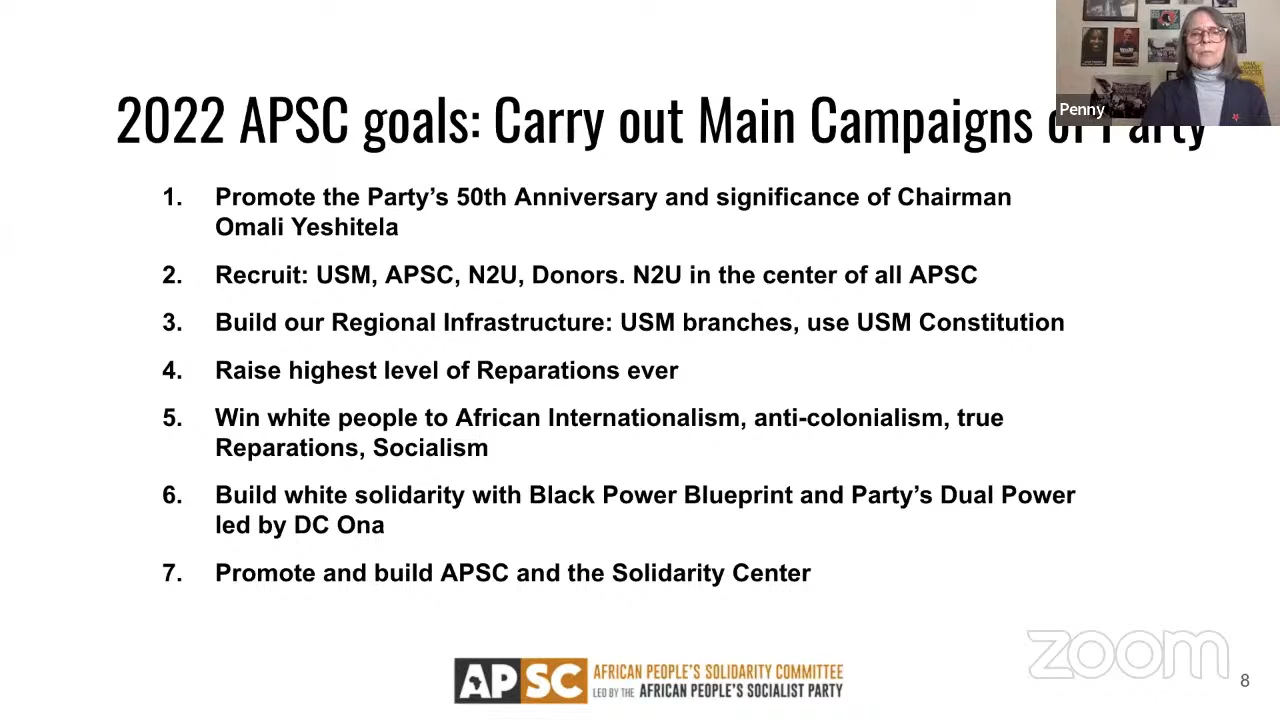 Penny
2022 APSC goals: Carry out Main Campaigns of Party
1. Promote the Party’s 50th Anniversary and significance of Chairman
Omali Yeshitela
2. Recruit: USM, APSC, N2U, Donors. N2U in the center of all APSC
3. Build our Regional Infrastructure: USM branches, use USM Constitution
4. Raise highest level of Reparations ever
5. Win white people to African Internationalism, anti-colonialism, true
Reparations, Socialism
6. Build white solidarity with Black Power Blueprint and Party’s Dual Power
led by DC Ona
7. Promote and build APSC and the Solidarity Center
zoom
APSC AFRICAN PEOPLE'S SOLIDARITY COMMITTEE
LED BY THE AFRICAN PEOPLE'S SOCIALIST PARTY
8